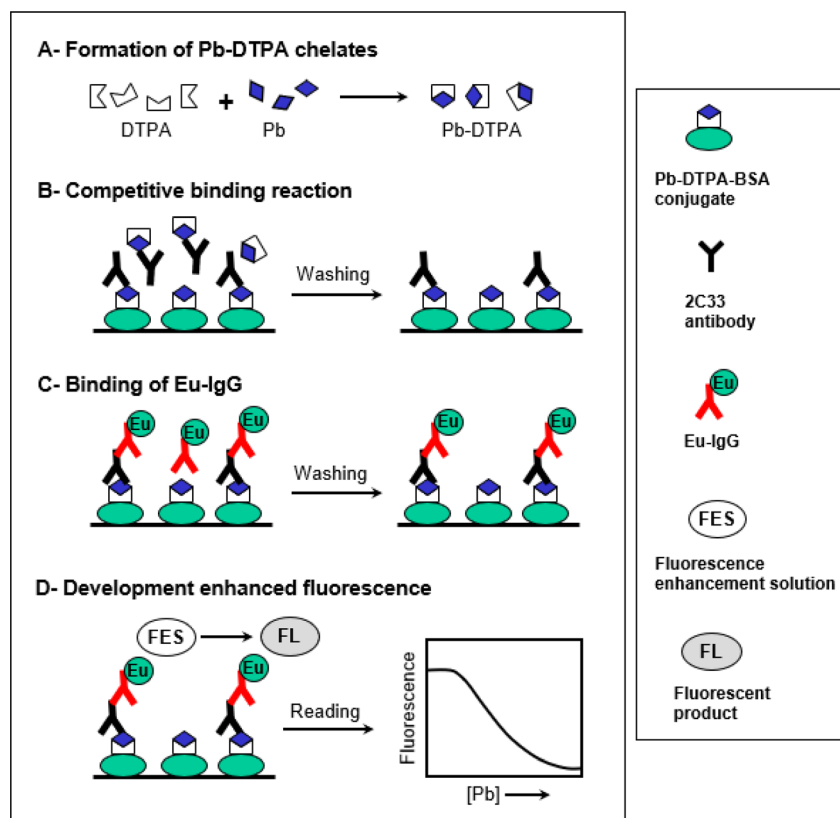 A- Formation of Pb-DTPA chelates
+
DTPA
Pb
Pb-DTPA
B- Competitive binding reaction
Washing
C- Binding of Eu-IgG
Eu
Eu
Eu
Washing
Eu
Eu
D- Development enhanced fluorescence
FES
FL
Eu
Eu
Reading
Fluorescence
[Pb]
Pb-DTPA-BSA
conjugate
2C33
antibody
Eu
Eu-IgG
FES
Fluorescence
enhancement solution
FL
Fluorescent
product